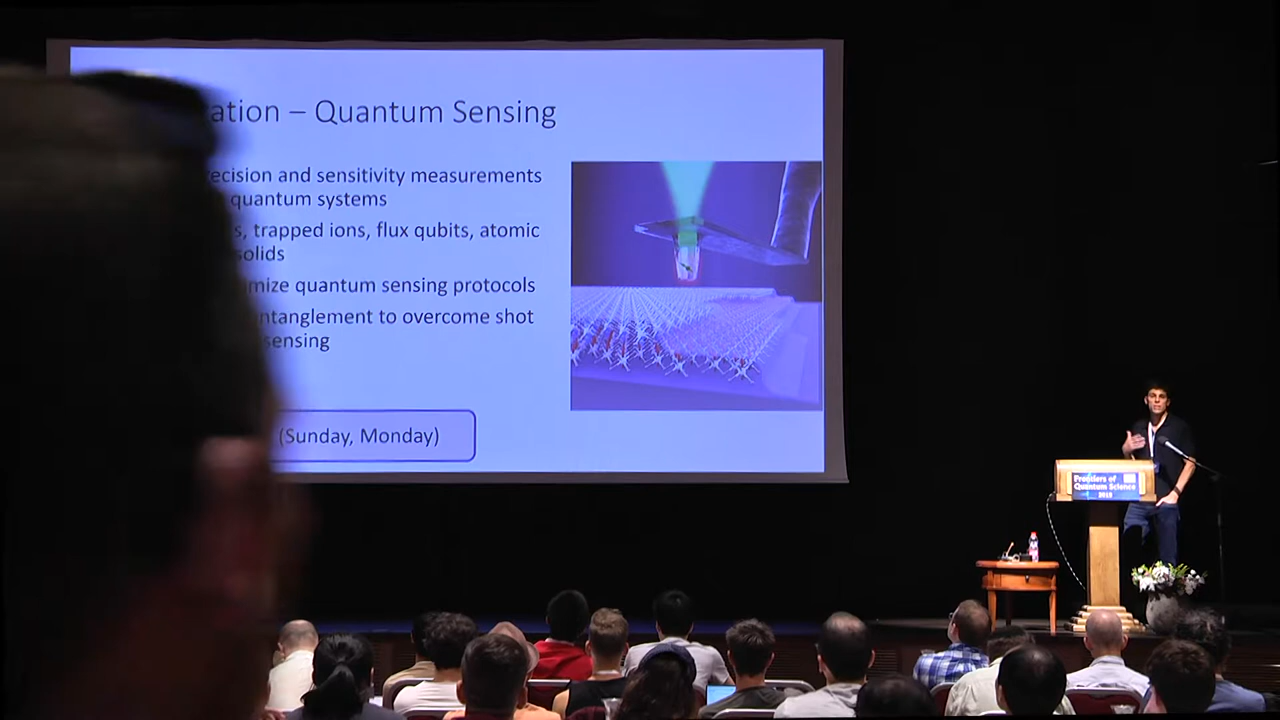 ation – Quantum Sensing
ecision and sensitivity measurements
quantum systems
s, trapped ions, flux qubits, atomic
solids
mize quantum sensing protocols
ntanglement to overcome shot
sensing
(Sunday, Monday)
Frontiers of
Quantum Science